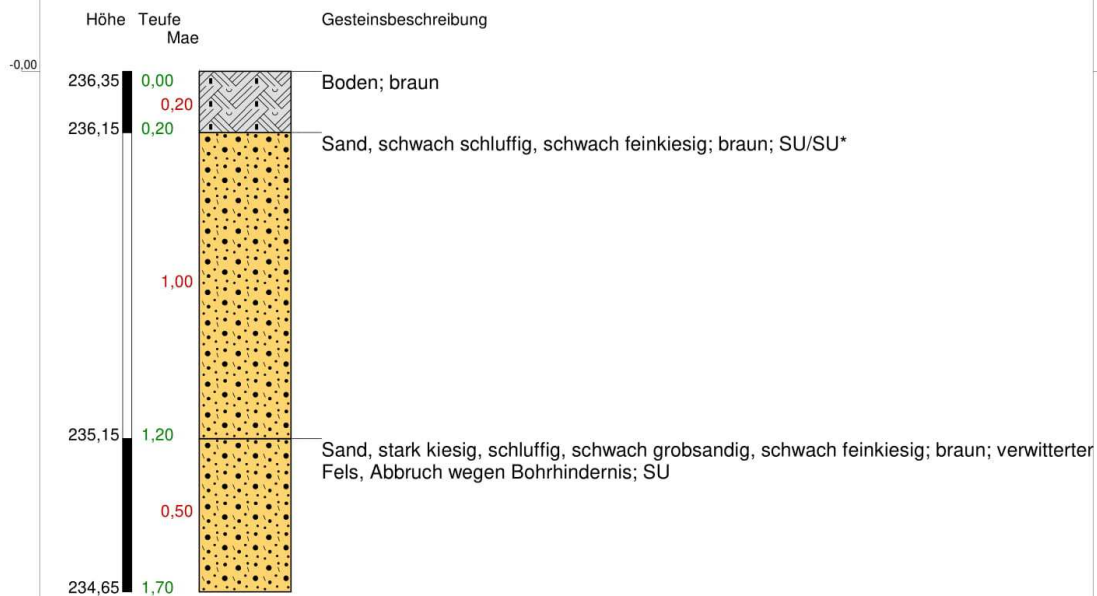 Höhe Teufe Gesteinsbeschreibung
Mae
-0,00
236,35 0,00 Boden; braun
0,20
236,15 0,20
Sand, schwach schluffig, schwach feinkiesig; braun; SU/SU*
1,00
235,15 1,20
Sand, stark kiesig, schluffig, schwach grobsandig, schwach feinkiesig; braun; verwitterter
Fels, Abbruch wegen Bohrhindernis; SU
0,50
234,65 1,70